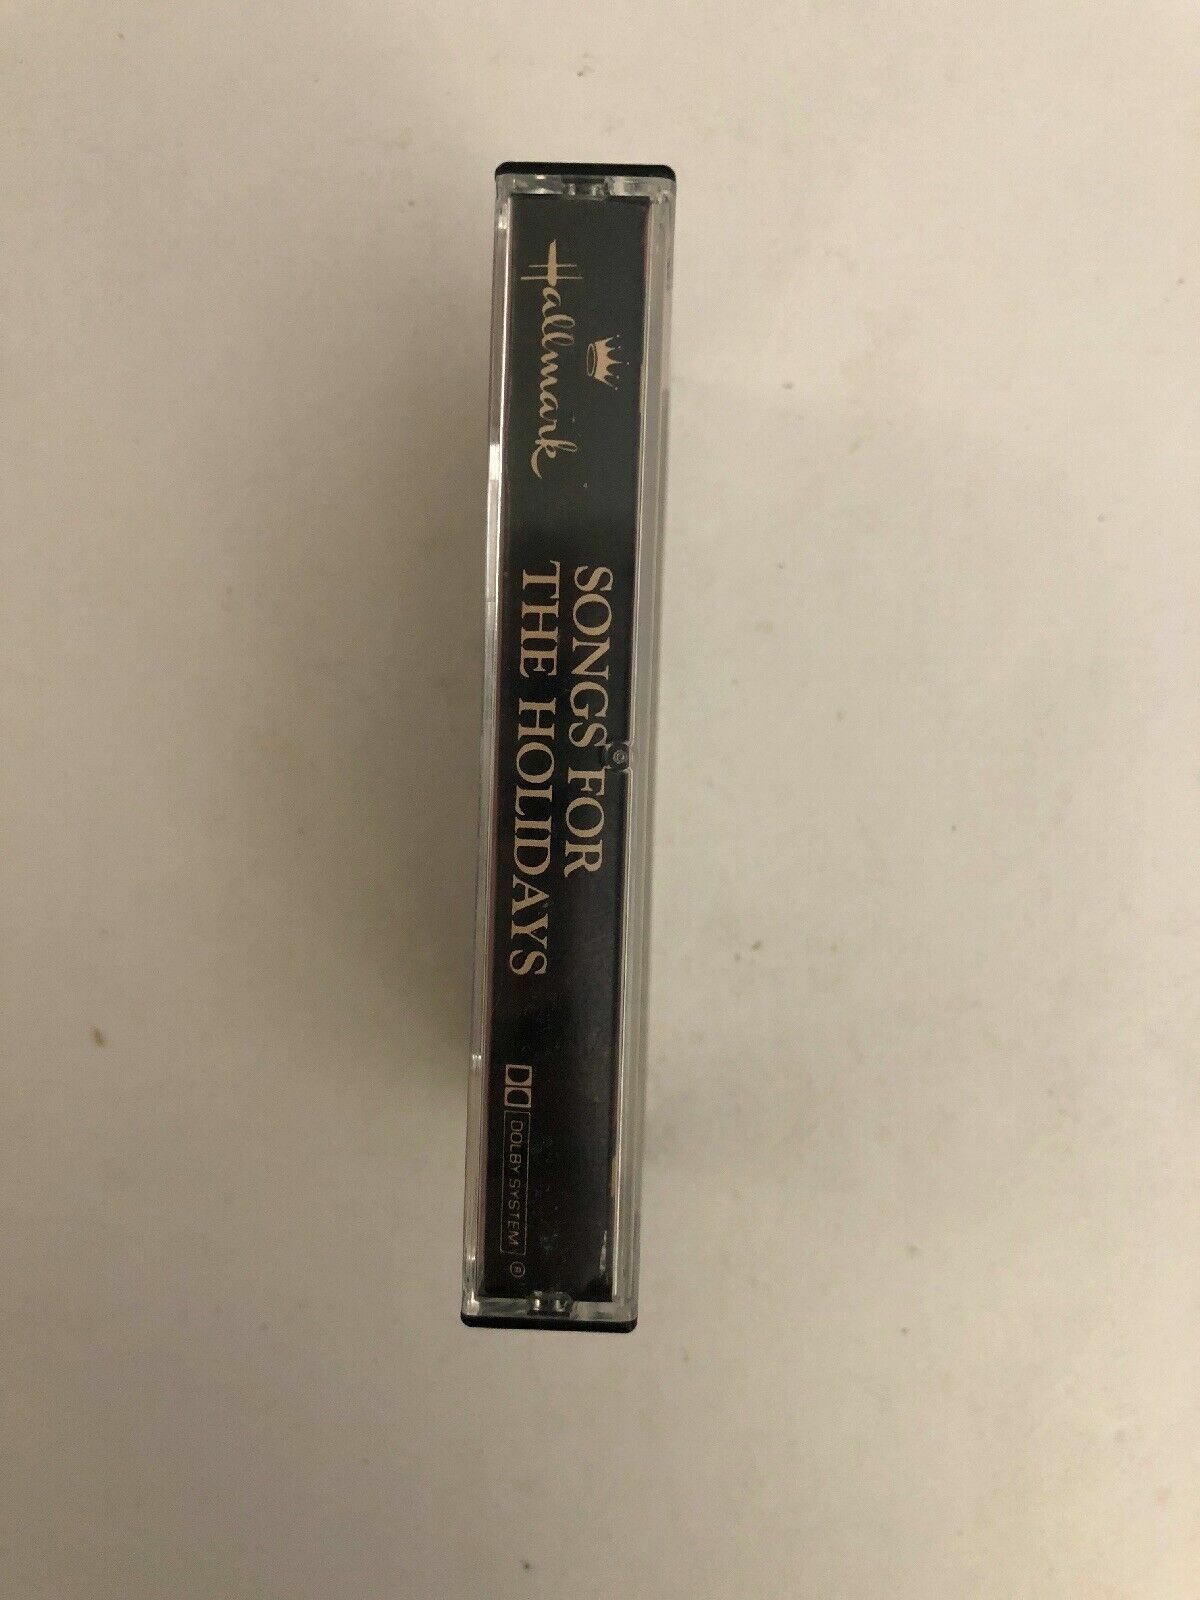 Hallmark
SONGS FOR
THE HOLIDAYS
DOLBY SYSTEM ®